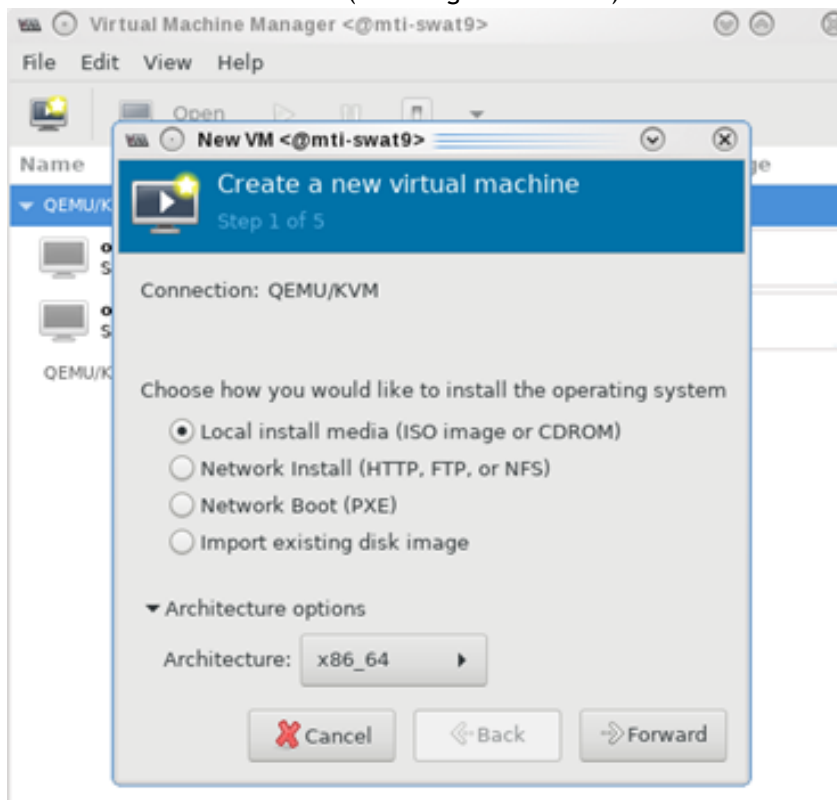 Virtual Machine Manager <@mti-swat9>
File Edit View Help
Open
New VM <@mti-swat9>
Name
Create a new virtual machine
Step 1 of 5
QEMU/K
Connection: QEMU/KVM
QEMU/K
Choose how you would like to install the operating system
Local install media (ISO image or CDROM)
Network Install (HTTP, FTP, or NFS)
Network Boot (PXE)
Import existing disk image
Architecture options
Architecture: x86_64
Cancel Back Forward